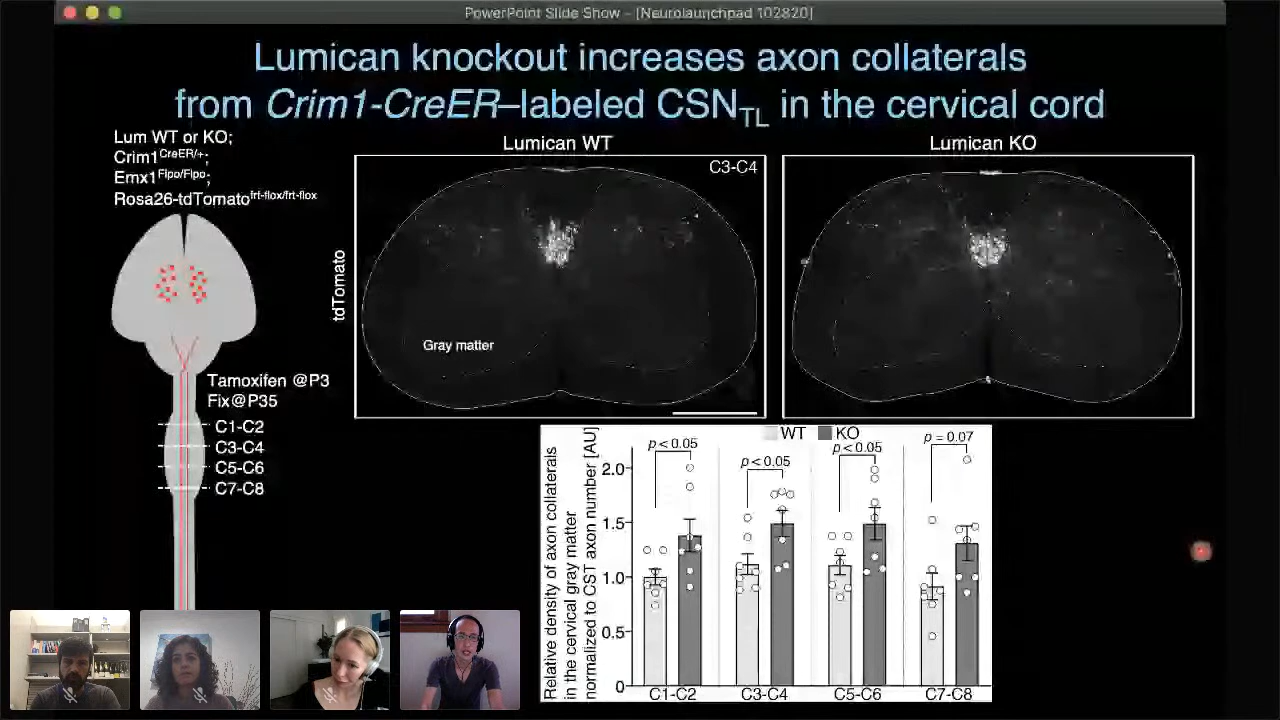 PowerPoint Slide Show - [Neurolaunchpad 102820]
Lumican knockout increases axon collaterals
from Crim1-CreER–labeled CSNTL in the cervical cord
Lum WT or KO;
Crim1CreER/+;
Emx1Flpo/Flpo;
Rosa26-tdTomatofrt-flox/frt-flox
Lumican WT
Lumican KO
C3-C4
tdTomato
Gray matter
Tamoxifen @P3
Fix@P35
C1-C2
C3-C4
C5-C6
C7-C8
WT KO
p < 0.05
p < 0.05
p < 0.05
p = 0.07
Relative density of axon collaterals
in the cervical gray matter
normalized to CST axon number [AU]
2.0
1.5
1.0
0.5
0
C1-C2 C3-C4 C5-C6 C7-C8